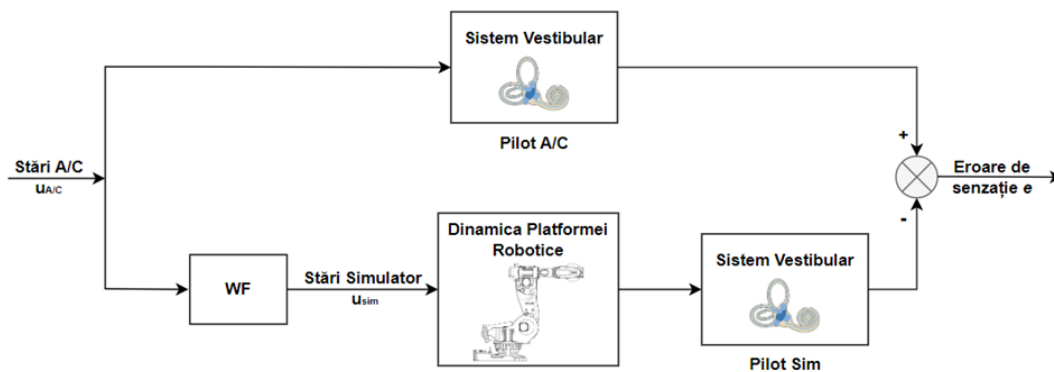 Sistem Vestibular
Pilot A/C
Stări A/C
uA/C
+
Eroare de
senzație e
-
WF
Stări Simulator
usim
Dinamica Platformei
Robotice
Sistem Vestibular
Pilot Sim